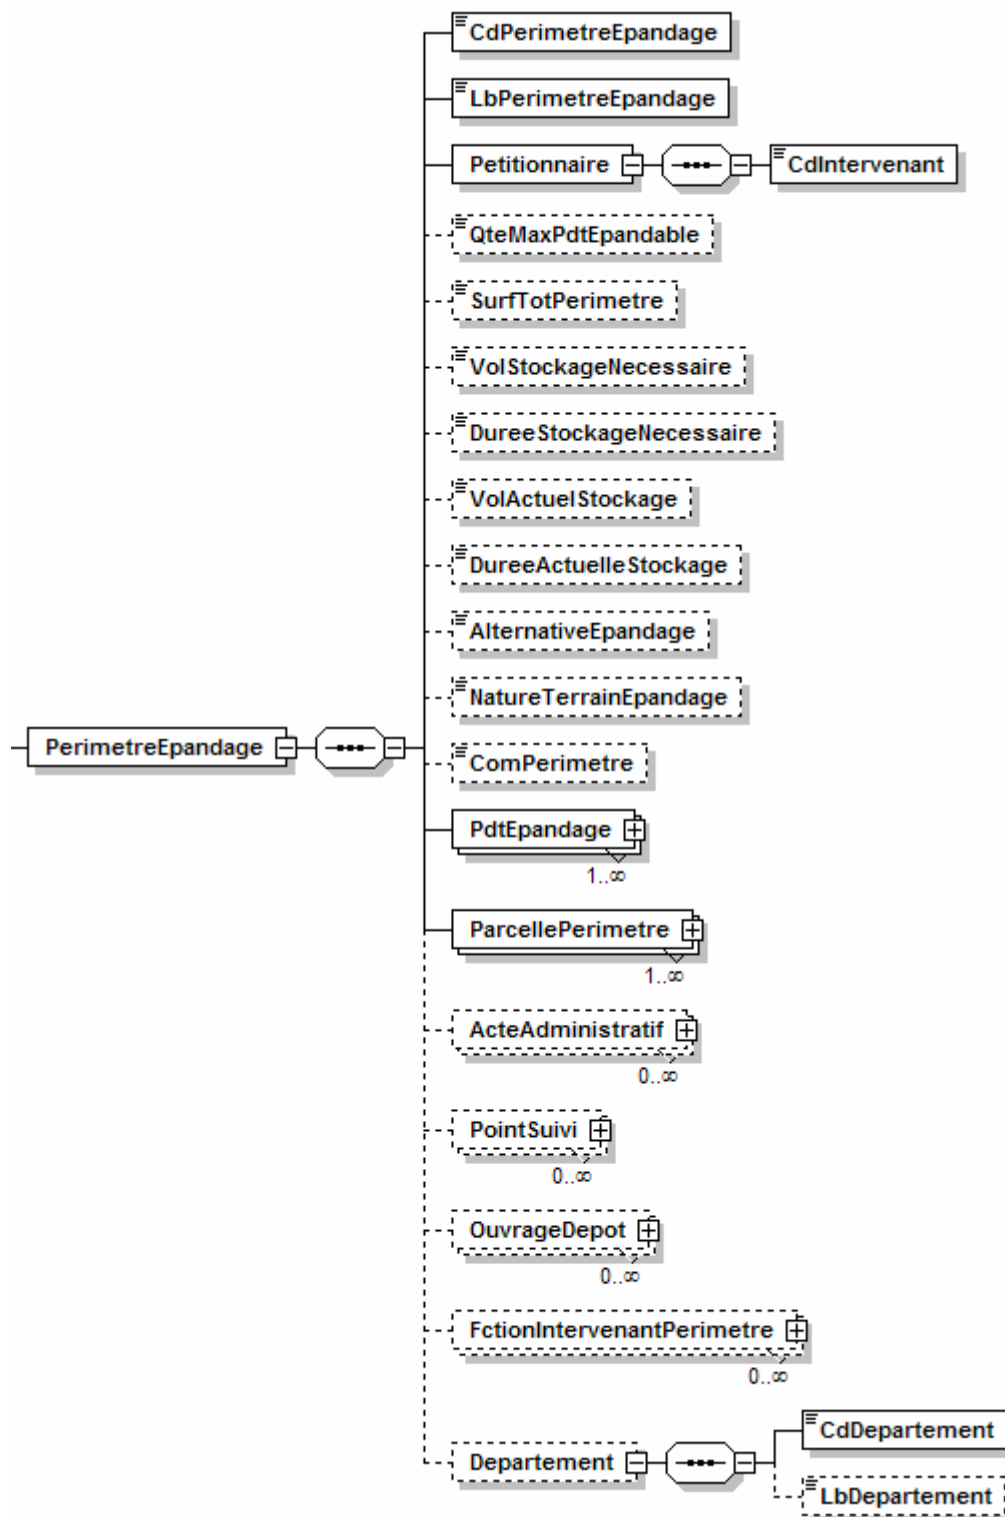 CdPerimetreEpandage
LbPerimetreEpandage
Petitionnaire
CdIntervenant
QteMaxPdtEpandable
SurfTotPerimetre
VolStockageNecessaire
DureeStockageNecessaire
VolActuelStockage
DureeActuelleStockage
AlternativeEpandage
NatureTerrainEpandage
PerimetreEpandage
ComPerimetre
PdtEpandage
1..∞
ParcellePerimetre
1..∞
ActeAdministratif
0..∞
PointSuivi
0..∞
OuvrageDepot
0..∞
FctionIntervenantPerimetre
0..∞
Departement
CdDepartement
LbDepartement